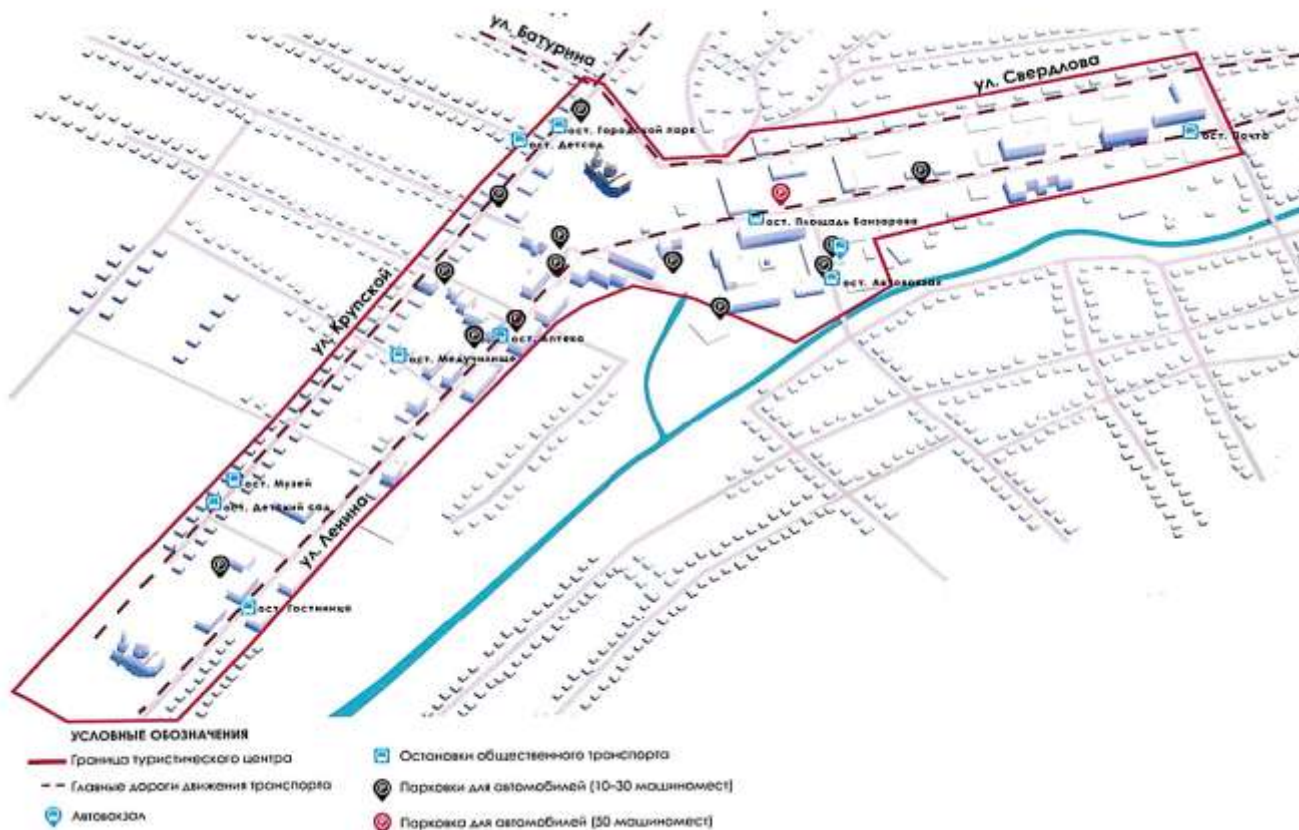 ул. Батурина
ул. Свердлова
ост. Городской парк
ост. Детсад
ост. Почта
ост. Площадь Банзарова
ост. Автовокзал
ул. Крупской
ост. Аптека
ост. Медучилище
ост. Музей
ост. Детский сад
ул. Ленина
ост. Гостиница
УСЛОВНЫЕ ОБОЗНАЧЕНИЯ
Граница туристического центра
Главные дороги движения транспорта
Автовокзал
Остановки общественного транспорта
Парковки для автомобилей (10-30 машиномест)
Парковка для автомобилей (50 машиномест)